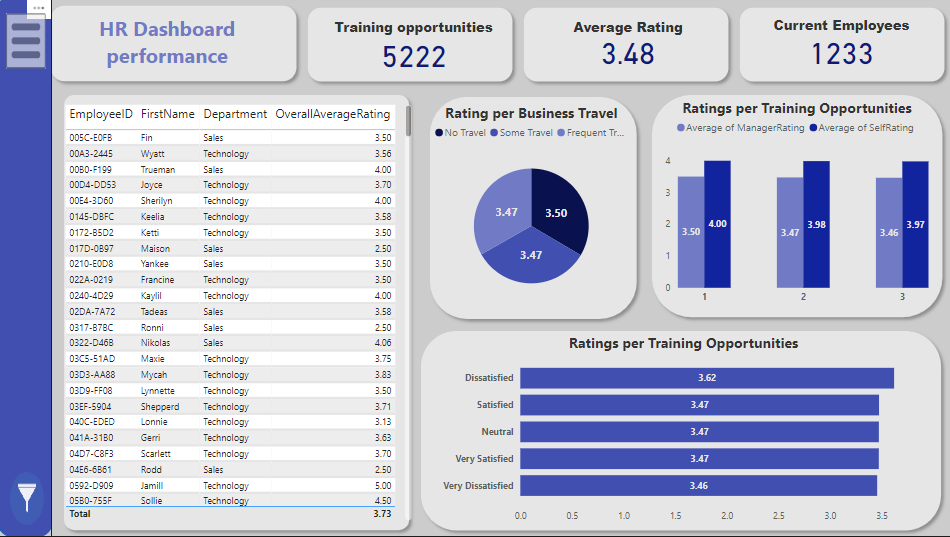 HR Dashboard
performance
Training opportunities
5222
Average Rating
3.48
Current Employees
1233
EmployeeID FirstName Department OverallAverageRating
005C-E0FB Fin Sales 3.50
00A3-2445 Wyatt Technology 3.56
00B0-F199 Trueman Sales 4.00
00D4-DD53 Joyce Technology 3.70
00E4-3D60 Sherilyn Technology 4.00
0145-DBFC Keelia Technology 3.58
0172-B5D2 Ketti Technology 3.50
017D-0B97 Maison Sales 2.50
0210-E0D8 Yankee Sales 3.50
022A-0219 Francine Technology 3.50
0240-4D29 Kaylil Technology 4.00
02DA-7A72 Tadeas Sales 3.58
0317-B78C Ronni Sales 2.50
0322-D46B Nikolas Sales 4.06
03C5-51AD Maxie Technology 3.75
03D3-AA88 Mycah Technology 3.83
03D9-FF08 Lynnette Technology 3.50
03EF-5904 Shepperd Technology 3.71
040C-EDED Lonnie Technology 3.13
041A-31B0 Gerri Technology 3.63
04D7-C8F3 Scarlett Technology 3.70
04E6-6B61 Rodd Sales 2.50
0592-D909 Jamill Technology 5.00
05B0-755F Sollie Technology 4.50
Total 3.73
Rating per Business Travel
No Travel Some Travel Frequent Tr...
3.47 3.50
3.47
Ratings per Training Opportunities
Average of ManagerRating Average of SelfRating
4
3
2
1
0
3.50 4.00 3.47 3.98 3.46 3.97
1 2 3
Ratings per Training Opportunities
Dissatisfied 3.62
Satisfied 3.47
Neutral 3.47
Very Satisfied 3.47
Very Dissatisfied 3.46
0.0 0.5 1.0 1.5 2.0 2.5 3.0 3.5